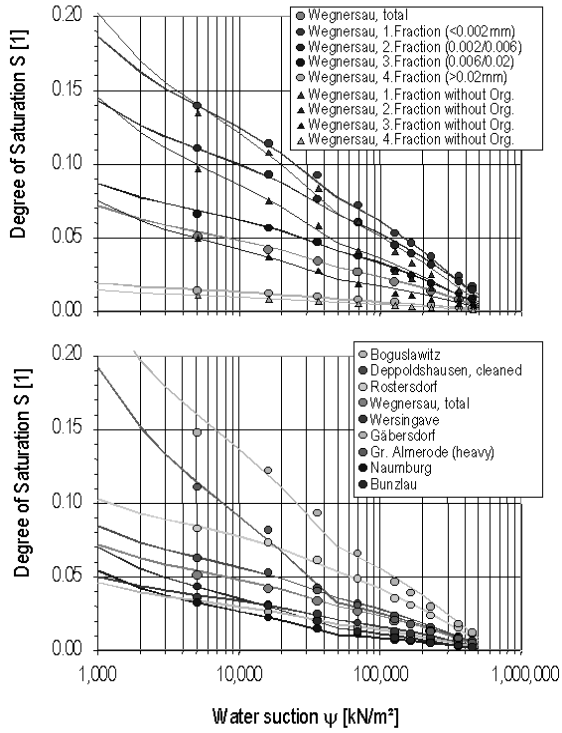 Degree of Saturation S [1]
0.20
0.15
0.10
0.05
0.00
Wegnersau, total
Wegnersau, 1.Fraction (<0.002mm)
Wegnersau, 2.Fraction (0.002/0.006)
Wegnersau, 3.Fraction (0.006/0.02)
Wegnersau, 4.Fraction (>0.02mm)
Wegnersau, 1.Fraction without Org.
Wegnersau, 2.Fraction without Org.
Wegnersau, 3.Fraction without Org.
Wegnersau, 4.Fraction without Org.
Degree of Saturation S [1]
0.20
0.15
0.10
0.05
0.00
Boguslawitz
Deppoldshausen, cleaned
Rostersdorf
Wegnersau, total
Wersingave
Gäbersdorf
Gr. Almerode (heavy)
Naumburg
Bunzlau
1,000
10,000
100,000
1,000,000
Water suction ψ [kN/m²]